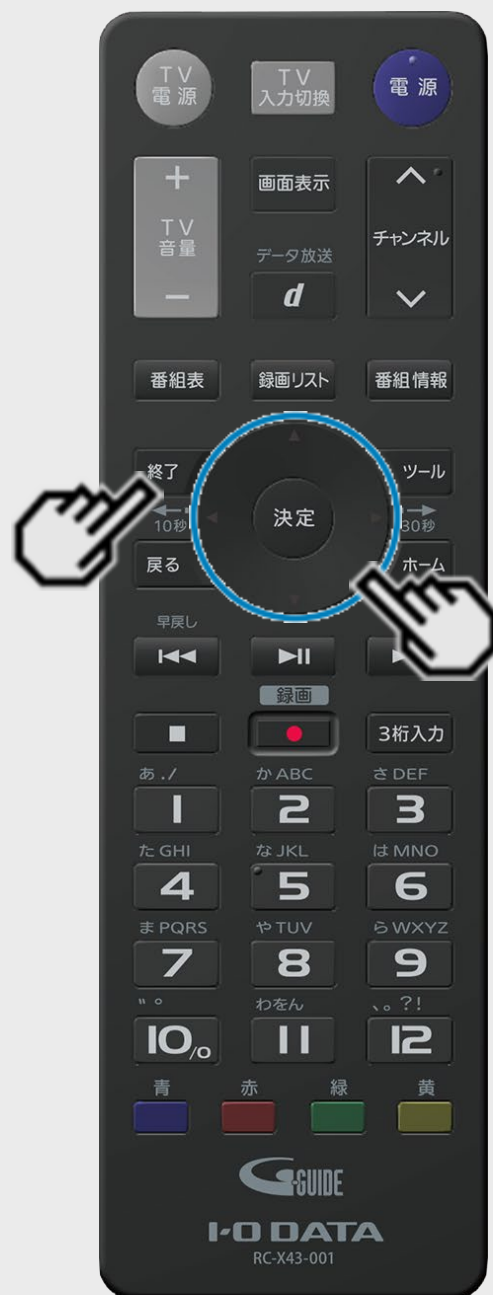 TV
電源
TV
入力切換
電源
+
TV
音量
−
画面表示
データ放送
d
チャンネル
番組表
録画リスト
番組情報
終了
ツール
10秒
決定
30秒
戻る
ホーム
早戻し
録画
3桁入力
あ./
1
か ABC
2
さ DEF
3
た GHI
4
な JKL
5
は MNO
6
ま PQRS
7
や TUV
8
ら WXYZ
9
" °
10/0
わをん
11
、。?!
12
青
赤
緑
黄
G-GUIDE
I-O DATA
RC-X43-001